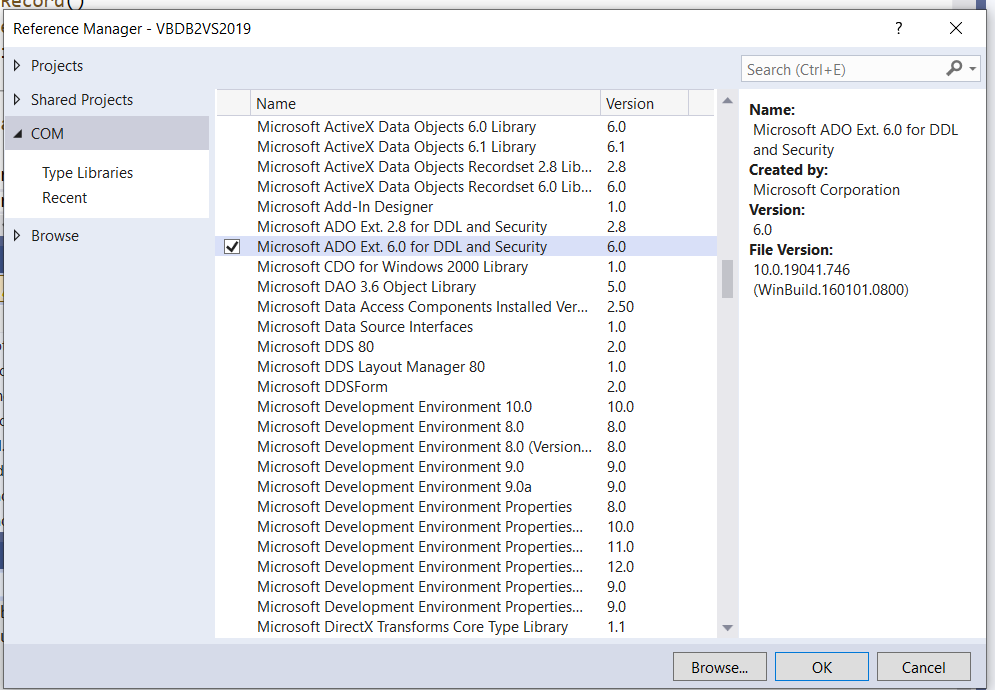 Record()
Reference Manager - VBDB2VS2019
?
Projects
Shared Projects
COM
Type Libraries
Recent
Browse
Search (Ctrl+E)
Name Version
Microsoft ActiveX Data Objects 6.0 Library 6.0
Microsoft ActiveX Data Objects 6.1 Library 6.1
Microsoft ActiveX Data Objects Recordset 2.8 Lib... 2.8
Microsoft ActiveX Data Objects Recordset 6.0 Lib... 6.0
Microsoft Add-In Designer 1.0
Microsoft ADO Ext. 2.8 for DDL and Security 2.8
Microsoft ADO Ext. 6.0 for DDL and Security 6.0
Microsoft CDO for Windows 2000 Library 1.0
Microsoft DAO 3.6 Object Library 5.0
Microsoft Data Access Components Installed Ver... 2.50
Microsoft Data Source Interfaces 1.0
Microsoft DDS 80 2.0
Microsoft DDS Layout Manager 80 1.0
Microsoft DDSForm 2.0
Microsoft Development Environment 10.0 10.0
Microsoft Development Environment 8.0 8.0
Microsoft Development Environment 8.0 (Version... 8.0
Microsoft Development Environment 9.0 9.0
Microsoft Development Environment 9.0a 9.0
Microsoft Development Environment Properties 8.0
Microsoft Development Environment Properties... 10.0
Microsoft Development Environment Properties... 11.0
Microsoft Development Environment Properties... 12.0
Microsoft Development Environment Properties... 9.0
Microsoft Development Environment Properties... 9.0
Microsoft DirectX Transforms Core Type Library 1.1
Name:
Microsoft ADO Ext. 6.0 for DDL
and Security
Created by:
Microsoft Corporation
Version:
6.0
File Version:
10.0.19041.746
(WinBuild.160101.0800)
Browse... OK Cancel